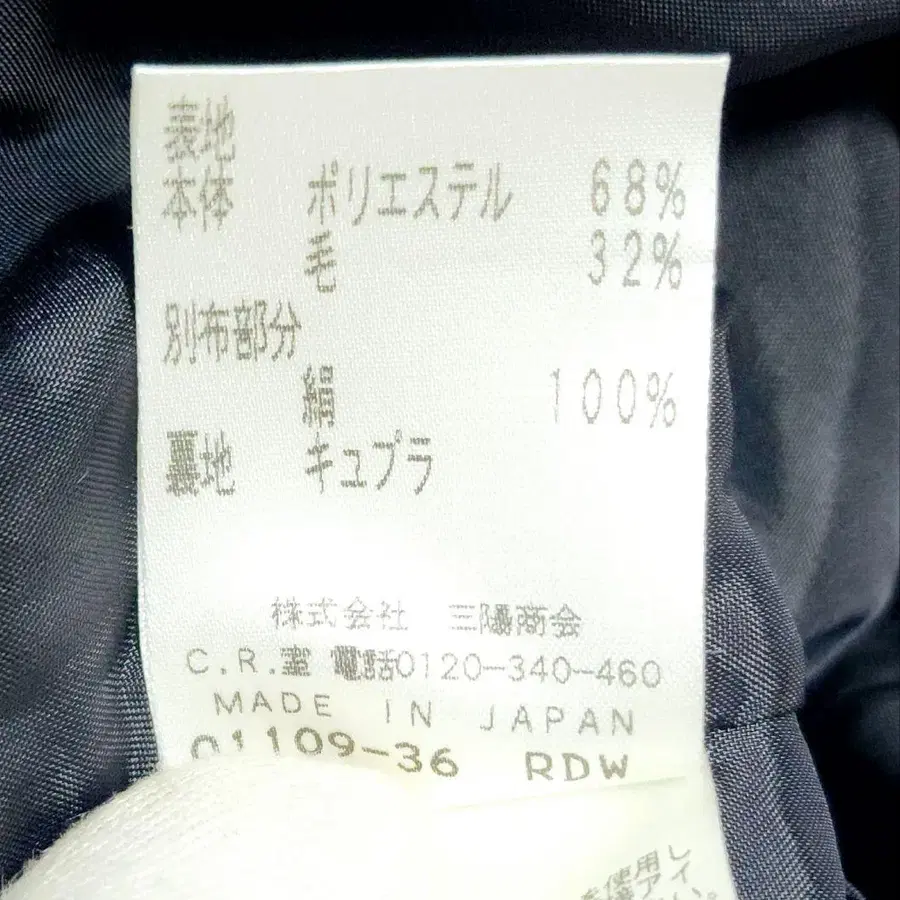 表地
本体 ポリエステル 68%
毛 32%
別布部分
絹 100%
裏地 キュプラ
株式会社 三陽商会
C.R.室 電話0120-340-460
MADE IN JAPAN
01109-36 RDW
使用